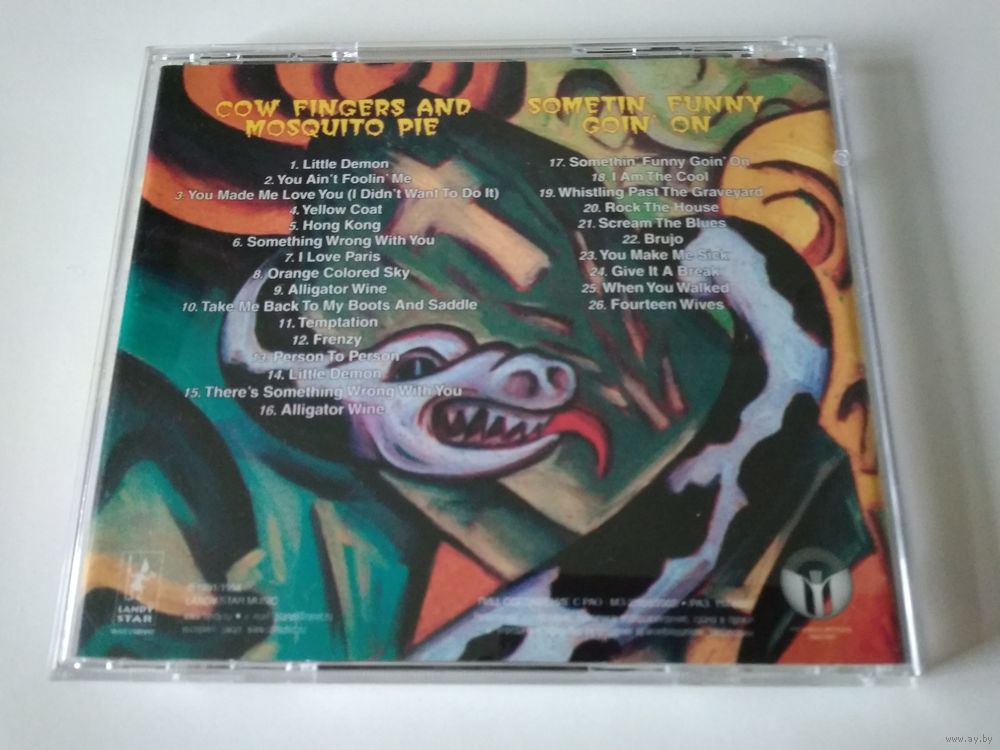 COW FINGERS AND
MOSQUITO PIE
1. Little Demon
2. You Ain't Foolin' Me
3. You Made Me Love You (I Didn't Want To Do It)
4. Yellow Coat
5. Hong Kong
6. Something Wrong With You
7. I Love Paris
8. Orange Colored Sky
9. Alligator Wine
10. Take Me Back To My Boots And Saddle
11. Temptation
12. Frenzy
13. Person To Person
14. Little Demon
15. There's Something Wrong With You
16. Alligator Wine
SOMETIN' FUNNY
GOIN' ON
17. Somethin' Funny Goin' On
18. I Am The Cool
19. Whistling Past The Graveyard
20. Rock The House
21. Scream The Blues
22. Brujo
23. You Make Me Sick
24. Give It A Break
25. When You Walked
26. Fourteen Wives
LANDY
STAR
LANDY STAR MUSIC
www.ay.by